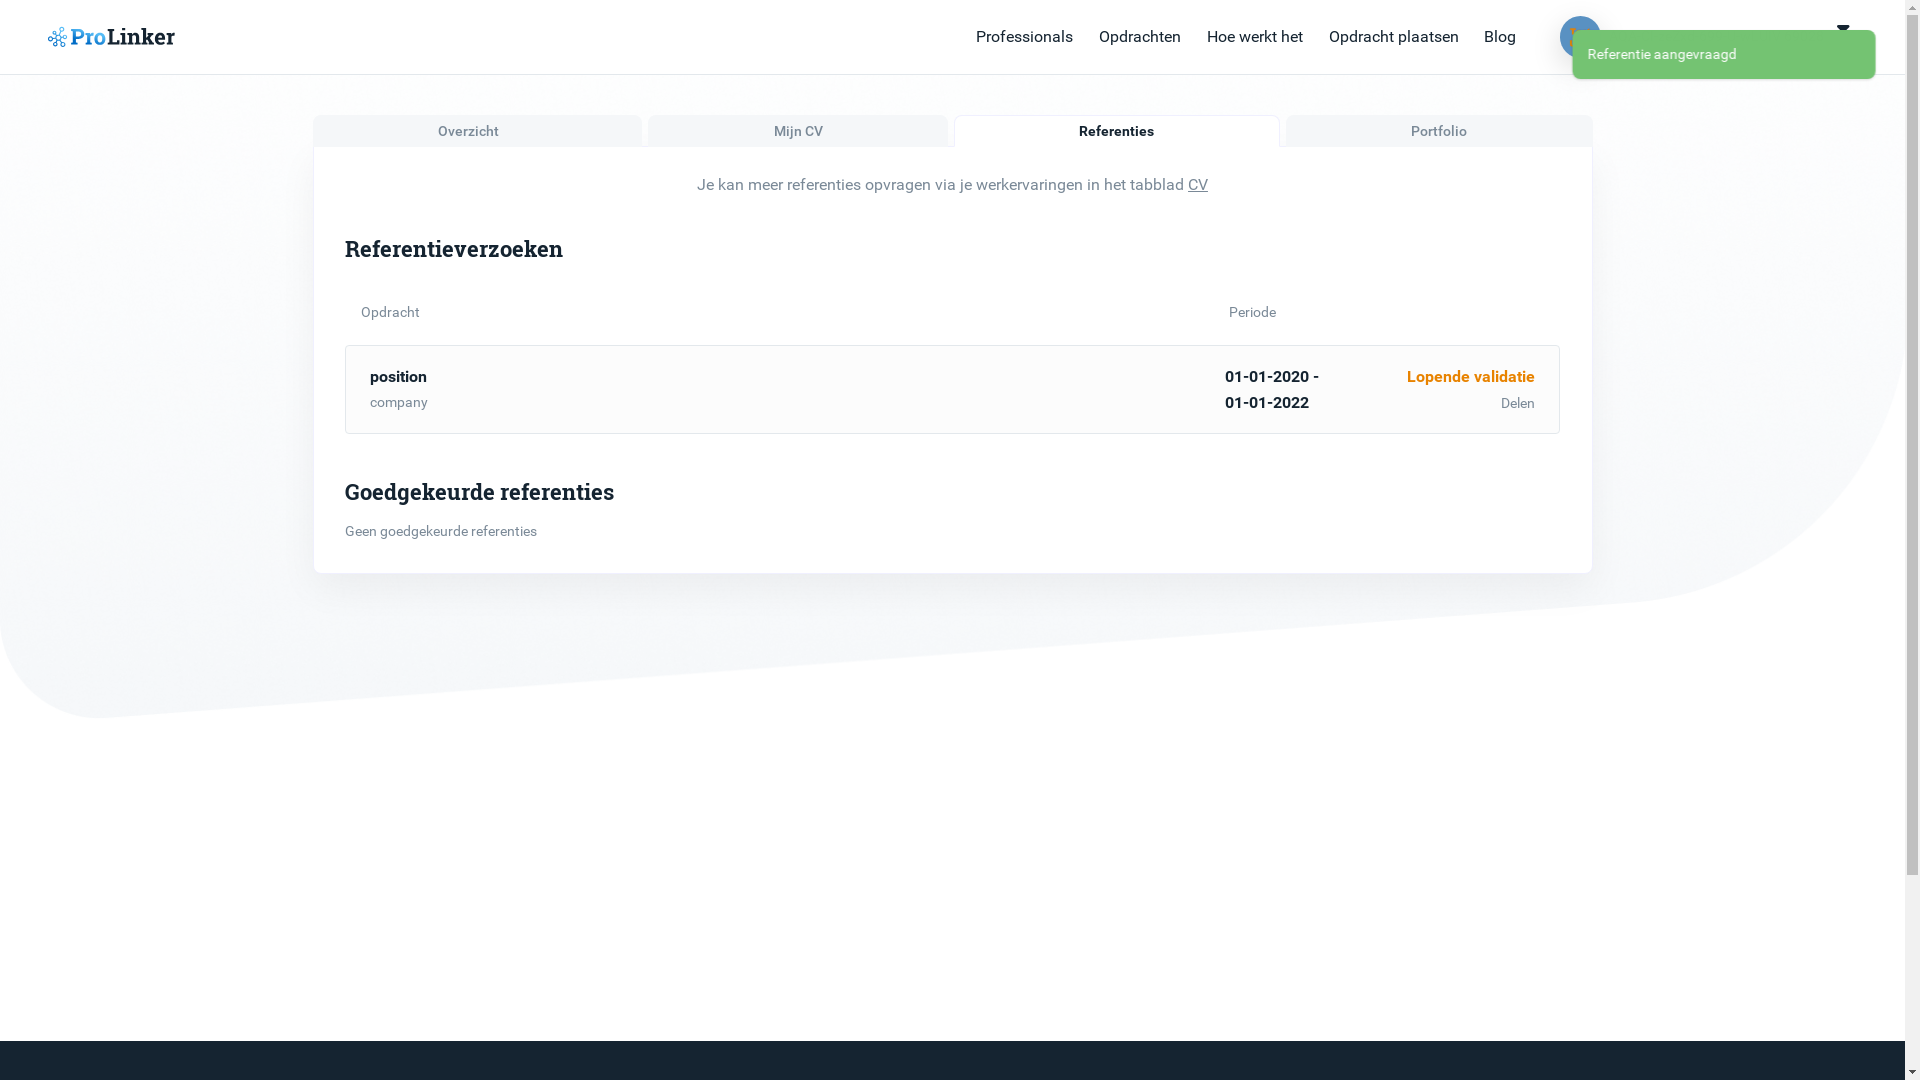 ProLinker
Professionals Opdrachten Hoe werkt het Opdracht plaatsen Blog
Referentie aangevraagd
Overzicht Mijn CV Referenties Portfolio
Je kan meer referenties opvragen via je werkervaringen in het tabblad CV
Referentieverzoeken
Opdracht Periode
position 01-01-2020 - Lopende validatie
company 01-01-2022 Delen
Goedgekeurde referenties
Geen goedgekeurde referenties